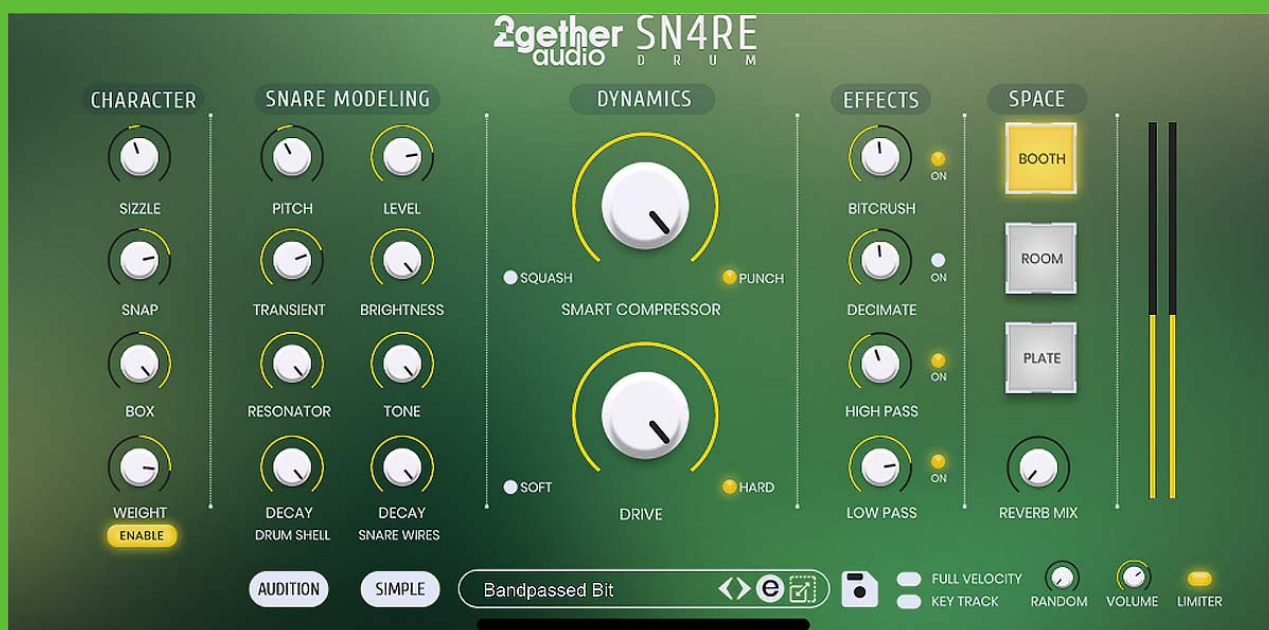 2gether audio
SN4RE
DRUM
CHARACTER
SNARE MODELING
DYNAMICS
EFFECTS
SPACE
SIZZLE
PITCH
LEVEL
BITCRUSH
ON
BOOTH
SNAP
TRANSIENT
BRIGHTNESS
SQUASH
PUNCH
SMART COMPRESSOR
DECIMATE
ON
ROOM
BOX
RESONATOR
TONE
HIGH PASS
ON
PLATE
WEIGHT
ENABLE
DECAY
DRUM SHELL
DECAY
SNARE WIRES
SOFT
HARD
DRIVE
LOW PASS
ON
REVERB MIX
AUDITION
SIMPLE
Bandpassed Bit
e
FULL VELOCITY
KEY TRACK
RANDOM
VOLUME
LIMITER